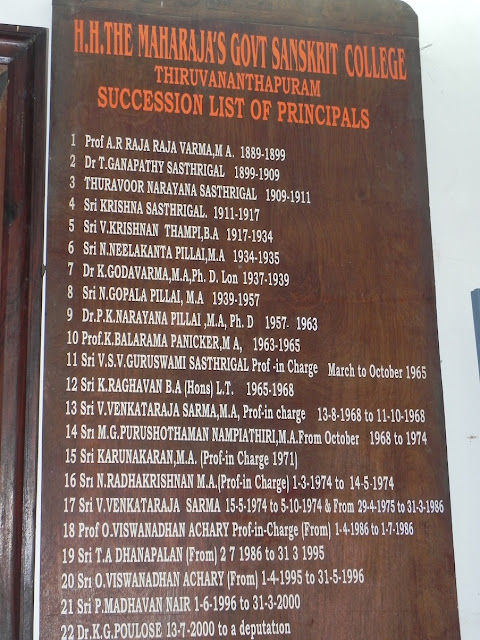 H.H.THE MAHARAJA'S GOVT SANSKRIT COLLEGE
THIRUVANANTHAPURAM
SUCCESSION LIST OF PRINCIPALS
1 Prof A.R RAJA RAJA VARMA,M A. 1889-1899
2 Dr T.GANAPATHY SASTHRIGAL 1899-1909
3 THURAVOOR NARAYANA SASTHRIGAL 1909-1911
4 Sri KRISHNA SASTHRIGAL. 1911-1917
5 Sri V.KRISHNAN THAMPI,B.A 1917-1934
6 Sri N.NEELAKANTA PILLAI,M.A 1934-1935
7 Dr K.GODAVARMA,M.A,Ph. D. Lon 1937-1939
8 Sri N.GOPALA PILLAI, M.A 1939-1957
9 Dr.P.K.NARAYANA PILLAI ,M.A, Ph. D 1957- 1963
10 Prof.K.BALARAMA PANICKER,M A, 1963-1965
11 Sri V.S.V.GURUSWAMI SASTHRIGAL Prof -in Charge March to October 1965
12 Sri K.RAGHAVAN B.A (Hons) L.T. 1965-1968
13 Sri V.VENKATARAJA SARMA,M.A, Prof-in charge 13-8-1968 to 11-10-1968
14 Sri M.G.PURUSHOTHAMAN NAMPIATHIRI,M.A.From October 1968 to 1974
15 Sri KARUNAKARAN,M.A. (Prof-in Charge 1971)
16 Sri N.RADHAKRISHNAN M.A.(Prof-in Charge) 1-3-1974 to 14-5-1974
17 Sri V.VENKATARAJA SARMA 15-5-1974 to 5-10-1974 & From 29-4-1975 to 31-3-1986
18 Prof O.VISWANADHAN ACHARY Prof-in-Charge (From) 1-4-1986 to 1-7-1986
19 Sri T.A DHANAPALAN (From) 2 7 1986 to 31 3 1995
20 Sri O.VISWANADHAN ACHARY (From) 1-4-1995 to 31-5-1996
21 Sri P.MADHAVAN NAIR 1-6-1996 to 31-3-2000
22 Dr.K.G.POULOSE 13-7-2000 to a deputation